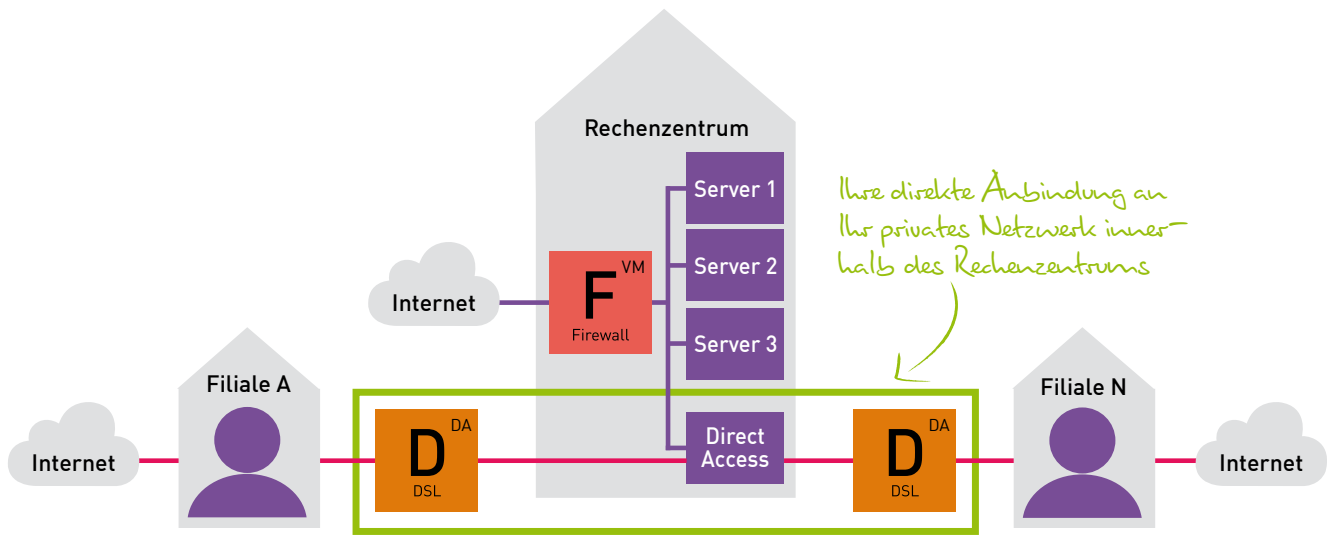 Rechenzentrum
Server 1
Ihre direkte Anbindung an
Ihr privates Netzwerk inner-
halb des Rechenzentrums
Server 2
VM
F
Firewall
Internet
Server 3
Filiale A
Filiale N
DA
D
DSL
Direct
Access
DA
D
DSL
Internet
Internet